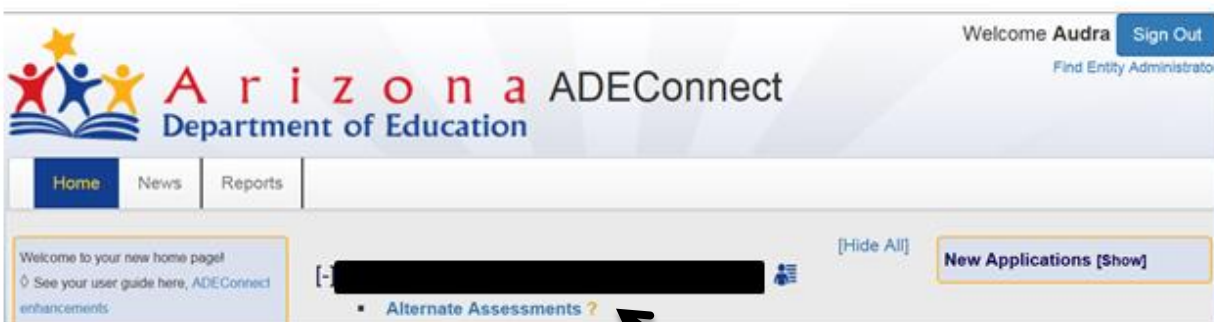 Welcome Audra Sign Out
Find Entity Administrato
Arizona ADEConnect
Department of Education
Home News Reports
Welcome to your new home page!
◊ See your user guide here, ADEConnect
enhancements
[-]
[Hide All]
New Applications [Show]
▪ Alternate Assessments ?